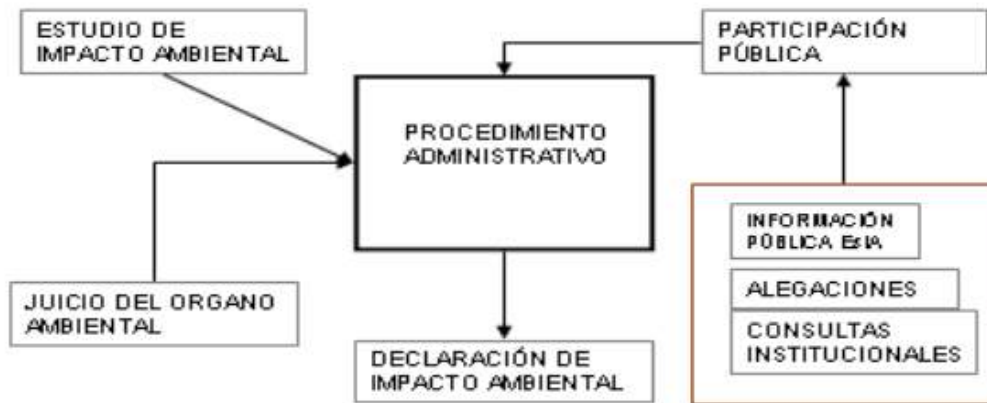 ESTUDIO DE
IMPACTO AMBIENTAL
PARTICIPACIÓN
PÚBLICA
PROCEDIMIENTO
ADMINISTRATIVO
INFORMACIÓN
PÚBLICA EsIA
ALEGACIONES
CONSULTAS
INSTITUCIONALES
JUICIO DEL ORGANO
AMBIENTAL
DECLARACIÓN DE
IMPACTO AMBIENTAL